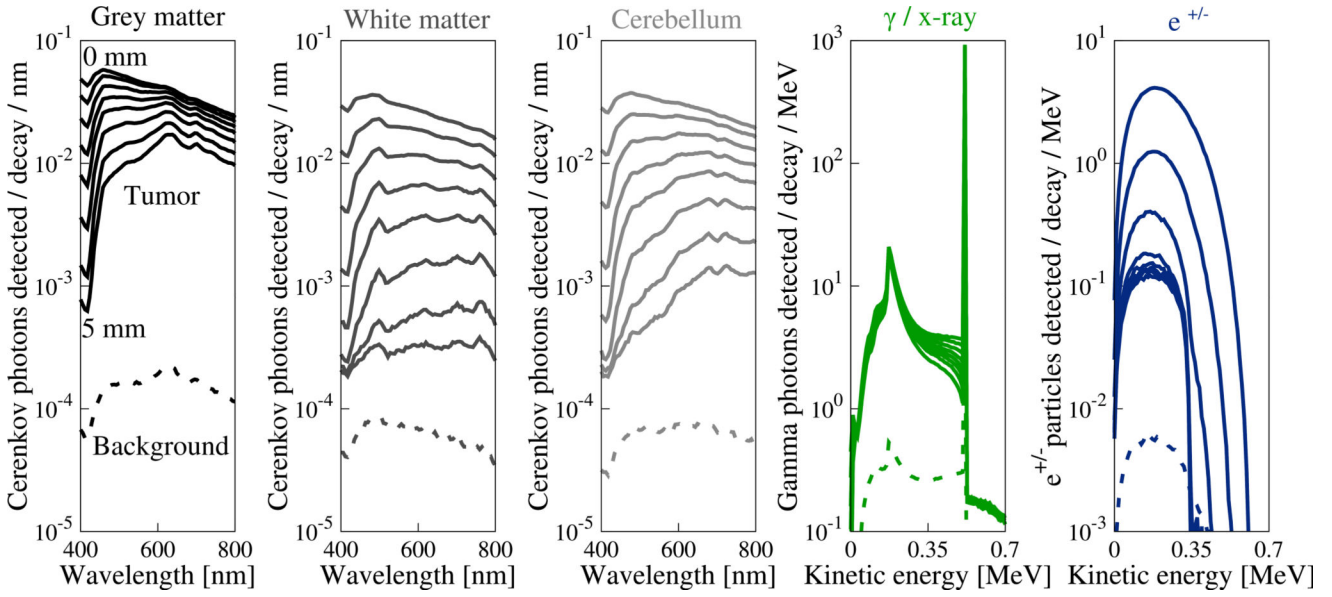 Grey matter
Cerenkov photons detected / decay / nm
10⁻¹
10⁻²
10⁻³
10⁻⁴
10⁻⁵
0 mm
Tumor
5 mm
Background
400 600 800
Wavelength [nm]
White matter
Cerenkov photons detected / decay / nm
10⁻¹
10⁻²
10⁻³
10⁻⁴
10⁻⁵
400 600 800
Wavelength [nm]
Cerebellum
Cerenkov photons detected / decay / nm
10⁻¹
10⁻²
10⁻³
10⁻⁴
10⁻⁵
400 600 800
Wavelength [nm]
γ / x-ray
Gamma photons detected / decay / MeV
10³
10²
10¹
10⁰
10⁻¹
0 0.35 0.7
Kinetic energy [MeV]
e⁺/⁻
e⁺/⁻ particles detected / decay / MeV
10¹
10⁰
10⁻¹
10⁻²
10⁻³
0 0.35 0.7
Kinetic energy [MeV]